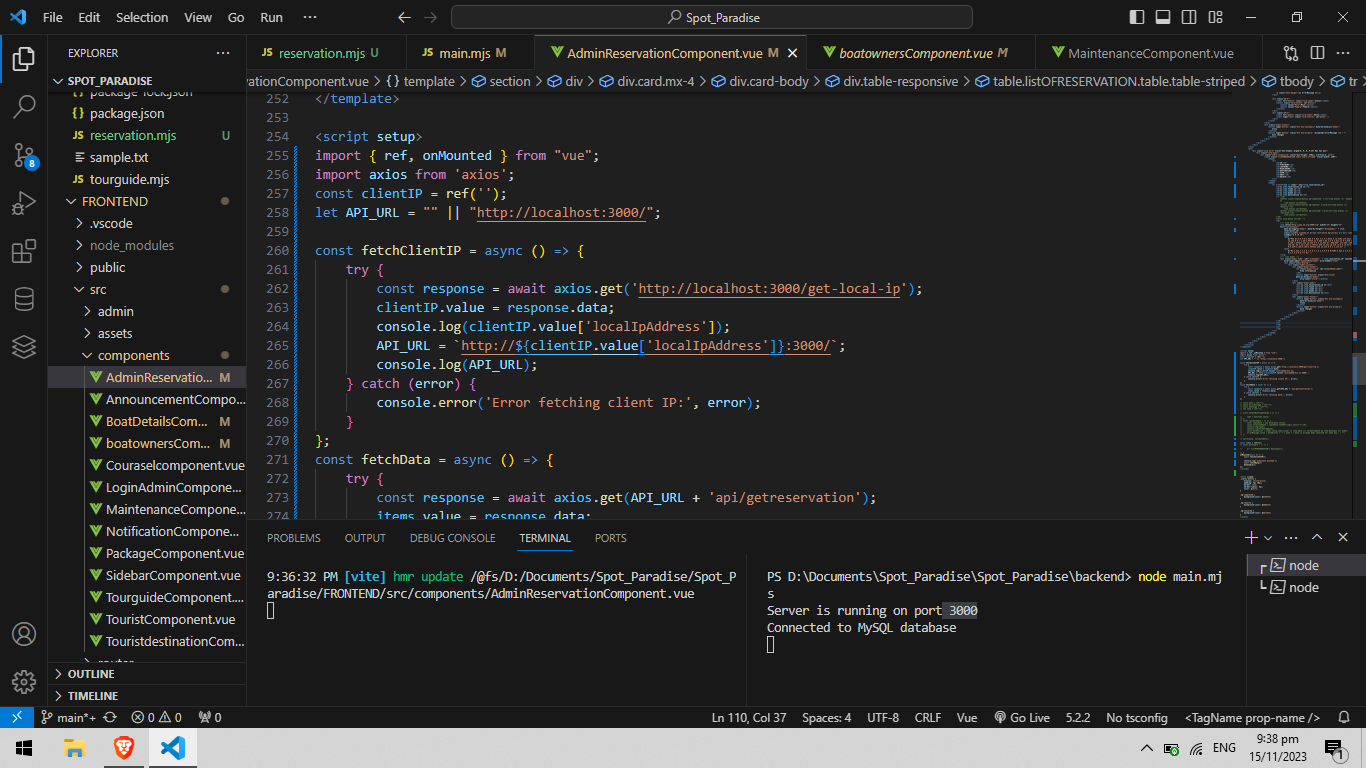 File Edit Selection View Go Run ··· Spot_Paradise
EXPLORER
SPOT_PARADISE
package-lock.json
package.json
JS reservation.mjs U
sample.txt
JS tourguide.mjs
FRONTEND
.vscode
node_modules
public
src
admin
assets
components
AdminReservatio... M
AnnouncementCompo...
BoatDetailsCom... M
boatownersCom... M
Couraselcomponent.vue
LoginAdminCompone...
MaintenanceCompone...
NotificationCompone...
PackageComponent.vue
SidebarComponent.vue
TourguideComponent....
TouristComponent.vue
TouristdestinationCom...
router
OUTLINE
TIMELINE
8
JS reservation.mjs U JS main.mjs M AdminReservationComponent.vue M boatownersComponent.vue M MaintenanceComponent.vue
vationComponent.vue > {} template > section > div > div.card.mx-4 > div.card-body > div.table-responsive > table.listOFRESERVATION.table.table-striped > tbody > tr >
252 </template>
253
254 <script setup>
255 import { ref, onMounted } from "vue";
256 import axios from 'axios';
257 const clientIP = ref('');
258 let API_URL = "" || "http://localhost:3000/";
259
260 const fetchClientIP = async () => {
261 try {
262 const response = await axios.get('http://localhost:3000/get-local-ip');
263 clientIP.value = response.data;
264 console.log(clientIP.value['localIpAddress']);
265 API_URL = `http://${clientIP.value['localIpAddress']}:3000/`;
266 console.log(API_URL);
267 } catch (error) {
268 console.error('Error fetching client IP:', error);
269 }
270 };
271 const fetchData = async () => {
272 try {
273 const response = await axios.get(API_URL + 'api/getreservation');
274 items.value = response.data;
PROBLEMS OUTPUT DEBUG CONSOLE TERMINAL PORTS
9:36:32 PM [vite] hmr update /@fs/D:/Documents/Spot_Paradise/Spot_P
aradise/FRONTEND/src/components/AdminReservationComponent.vue
PS D:\Documents\Spot_Paradise\Spot_Paradise\backend> node main.mj
s
Server is running on port 3000
Connected to MySQL database
node
node
main*+ 0 0 0 Ln 110, Col 37 Spaces: 4 UTF-8 CRLF Vue Go Live 5.2.2 No tsconfig <TagName prop-name />
ENG 9:38 pm
15/11/2023
1